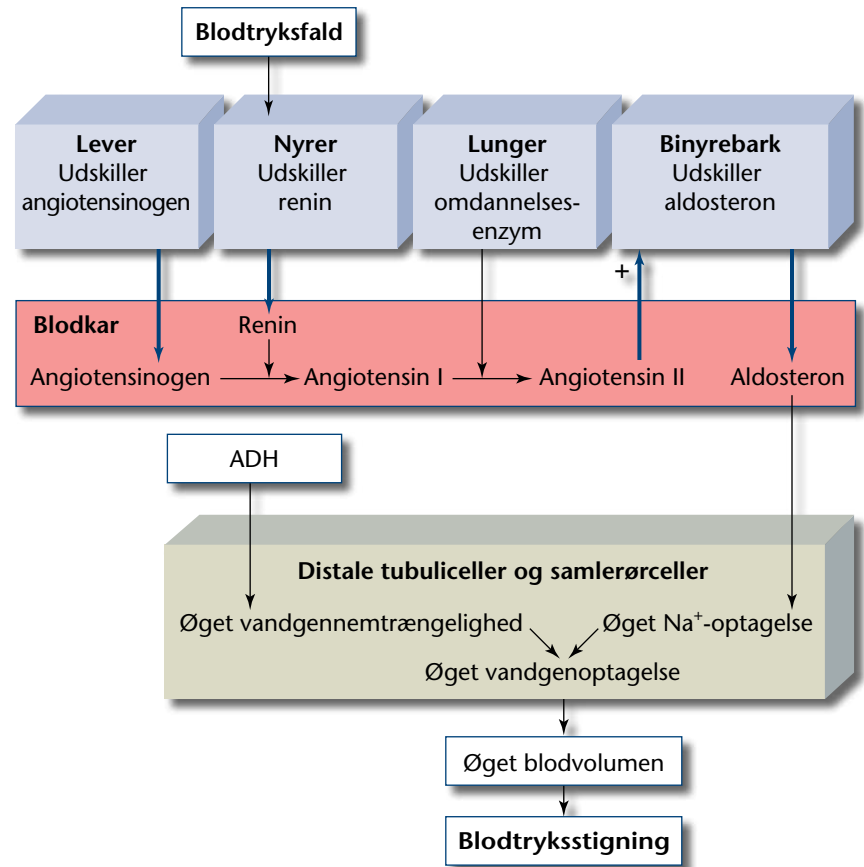 Blodtryksfald
Lever
Udskiller
angiotensinogen
Nyrer
Udskiller
renin
Lunger
Udskiller
omdannelses-
enzym
Binyrebark
Udskiller
aldosteron
+
Blodkar
Renin
Angiotensinogen
Angiotensin I
Angiotensin II
Aldosteron
ADH
Distale tubuliceller og samlerørceller
Øget vandgennemtrængelighed
Øget Na⁺-optagelse
Øget vandgenoptagelse
Øget blodvolumen
Blodtryksstigning